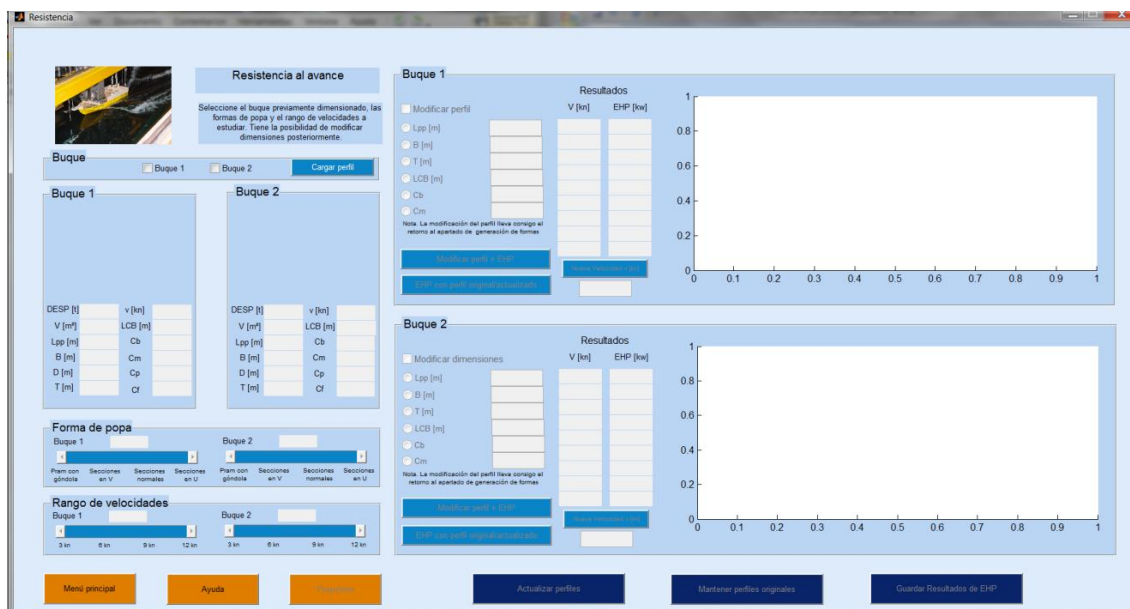 Resistencia
Resistencia al avance
Seleccione el buque previamente dimensionado, las
formas de popa y el rango de velocidades a
estudiar. Tiene la posibilidad de modificar
dimensiones posteriormente.
Buque
Buque 1
Buque 2
Cargar perfil
Buque 1
DESP [t]
v [kn]
V [m³]
LCB [m]
Lpp [m]
Cb
B [m]
Cm
D [m]
Cp
T [m]
Cf
Buque 2
DESP [t]
v [kn]
V [m³]
LCB [m]
Lpp [m]
Cb
B [m]
Cm
D [m]
Cp
T [m]
Cf
Forma de popa
Buque 1
Pram con
góndola
Secciones
en V
Secciones
normales
Secciones
en U
Buque 2
Pram con
góndola
Secciones
en V
Secciones
normales
Secciones
en U
Rango de velocidades
Buque 1
3 kn 6 kn 9 kn 12 kn
Buque 2
3 kn 6 kn 9 kn 12 kn
Menú principal
Ayuda
Buque 1
Modificar perfil
Lpp [m]
B [m]
T [m]
LCB [m]
Cb
Cm
Nota. La modificación del perfil lleva consigo el
retorno al apartado de generación de formas
Modificar perfil + EHP
EHP con perfil original/actualizado
Resultados
V [kn] EHP [kw]
Nueva Velocidad v [kn]
1
0.8
0.6
0.4
0.2
0
0 0.1 0.2 0.3 0.4 0.5 0.6 0.7 0.8 0.9 1
Buque 2
Modificar dimensiones
Lpp [m]
B [m]
T [m]
LCB [m]
Cb
Cm
Nota. La modificación del perfil lleva consigo el
retorno al apartado de generación de formas
Modificar perfil + EHP
EHP con perfil original/actualizado
Resultados
V [kn] EHP [kw]
Nueva Velocidad v [kn]
1
0.8
0.6
0.4
0.2
0
0 0.1 0.2 0.3 0.4 0.5 0.6 0.7 0.8 0.9 1
Actualizar perfiles
Mantener perfiles originales
Guardar Resultados de EHP